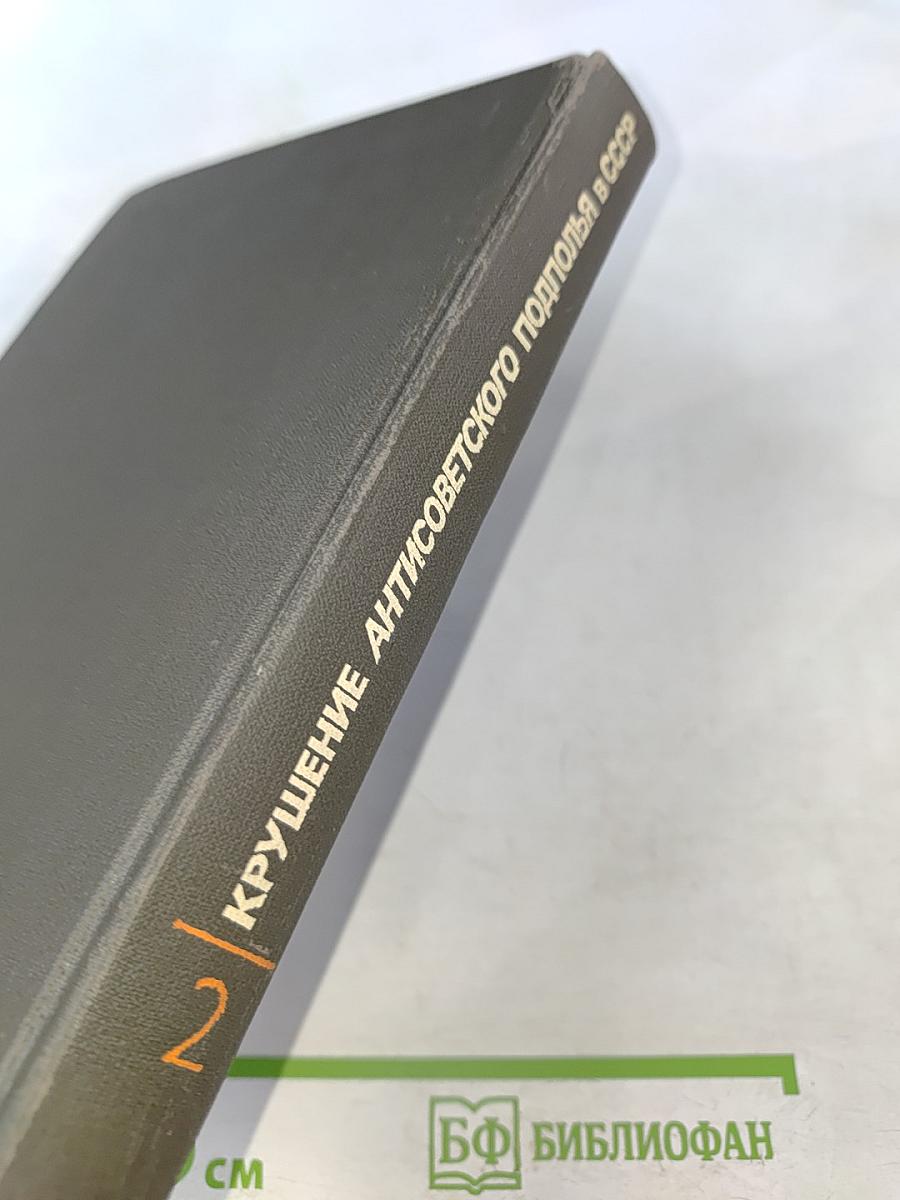 КРУШЕНИЕ АНТИСОВЕТСКОГО ПОДПОЛЬЯ в СССР
2
см
БФ БИБЛИОФАН